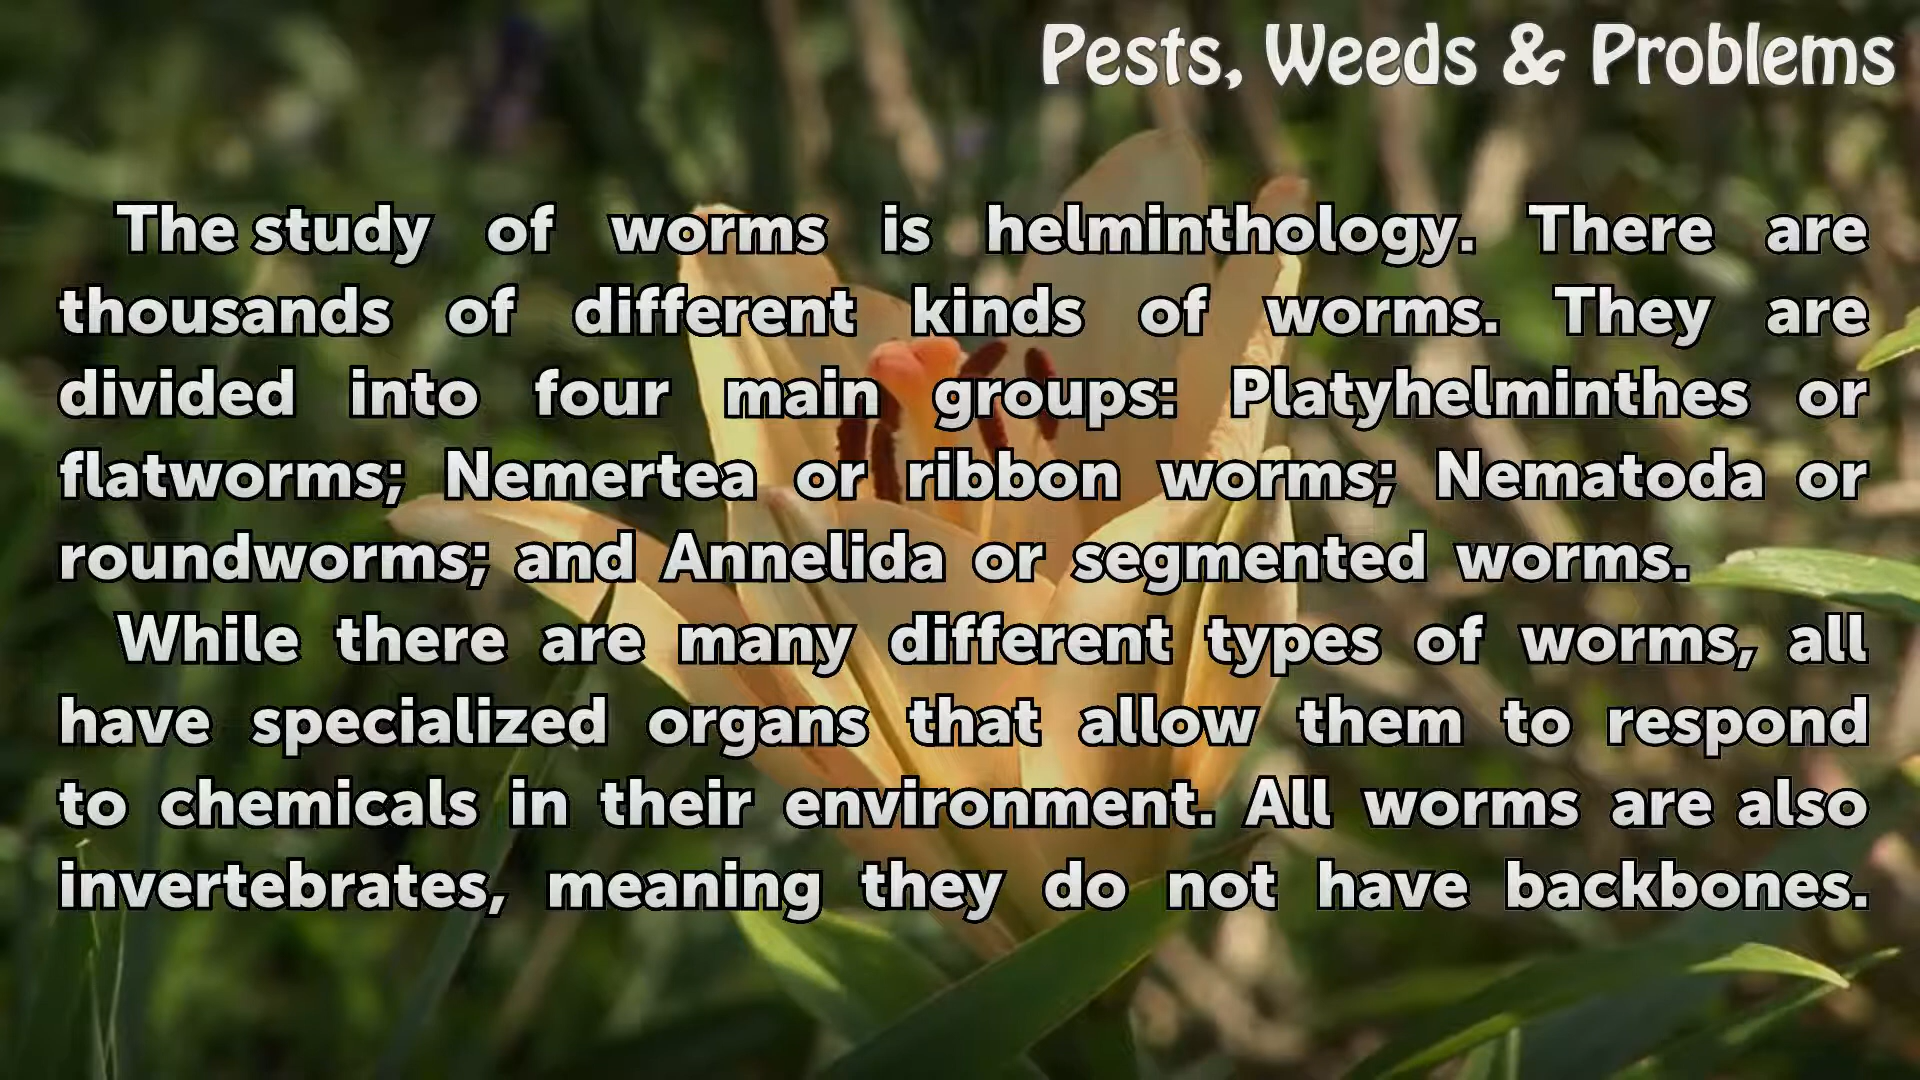 Pests, Weeds & Problems
The study of worms is helminthology. There are
thousands of different kinds of worms. They are
divided into four main groups: Platyhelminthes or
flatworms; Nemertea or ribbon worms; Nematoda or
roundworms; and Annelida or segmented worms.
While there are many different types of worms, all
have specialized organs that allow them to respond
to chemicals in their environment. All worms are also
invertebrates, meaning they do not have backbones.